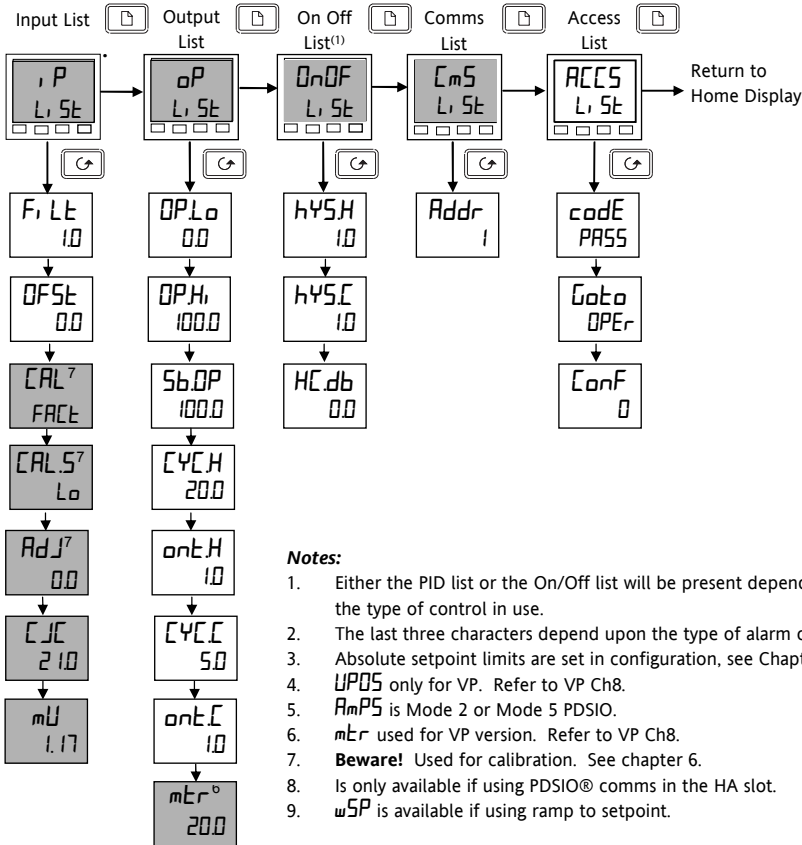 Input List
Output List
On Off List(1)
Comms List
Access List
iP LiSt
oP LiSt
OnOF LiSt
CmS LiSt
ACCS LiSt
Return to Home Display
FiLt 1.0
OFSt 0.0
CAL7 FACt
CAL.S7 Lo
AdJ7 0.0
CJC 21.0
mU 1.17
OP.Lo 0.0
OP.Hi 100.0
Sb.OP 100.0
CYC.H 20.0
ont.H 1.0
CYC.C 5.0
ont.C 1.0
mtr6 20.0
hYS.H 1.0
hYS.C 1.0
HC.db 0.0
Addr 1
codE PASS
Goto OPEr
ConF 0
Notes:
1. Either the PID list or the On/Off list will be present depend
the type of control in use.
2. The last three characters depend upon the type of alarm
3. Absolute setpoint limits are set in configuration, see Chapt
4. UPOS only for VP. Refer to VP Ch8.
5. AmPS is Mode 2 or Mode 5 PDSIO.
6. mtr used for VP version. Refer to VP Ch8.
7. Beware! Used for calibration. See chapter 6.
8. Is only available if using PDSIO® comms in the HA slot.
9. wSP is available if using ramp to setpoint.